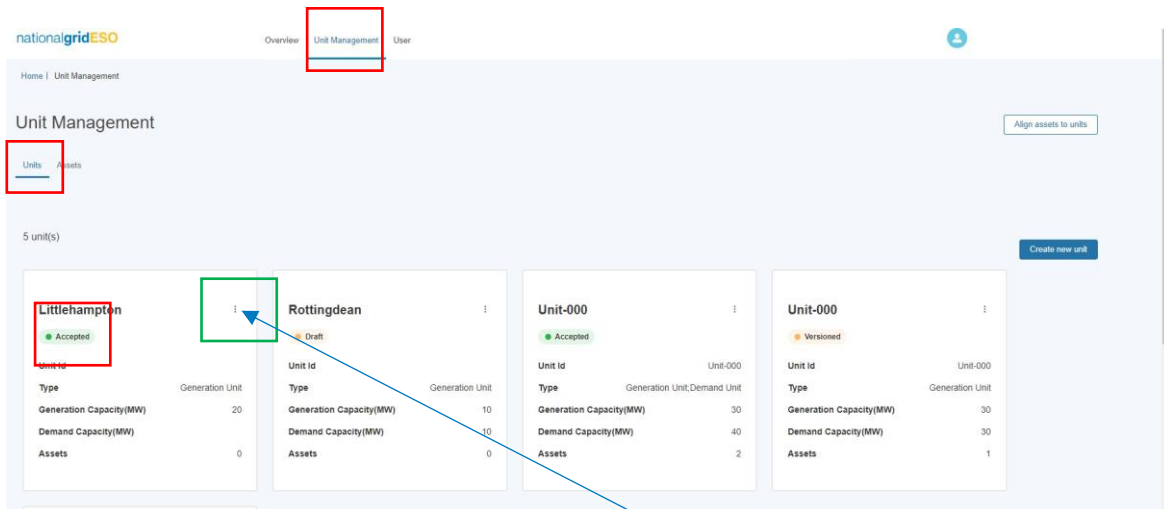 nationalgridESO
Overview Unit Management User
Home | Unit Management
Unit Management
Align assets to units
Units Assets
5 unit(s)
Create new unit
Littlehampton
Accepted
Unit Id
Type Generation Unit
Generation Capacity(MW) 20
Demand Capacity(MW)
Assets 0
Rottingdean
Draft
Unit Id
Type Generation Unit
Generation Capacity(MW) 10
Demand Capacity(MW) 10
Assets 0
Unit-000
Accepted
Unit Id Unit-000
Type Generation Unit;Demand Unit
Generation Capacity(MW) 30
Demand Capacity(MW) 40
Assets 2
Unit-000
Versioned
Unit Id Unit-000
Type Generation Unit
Generation Capacity(MW) 30
Demand Capacity(MW) 30
Assets 1